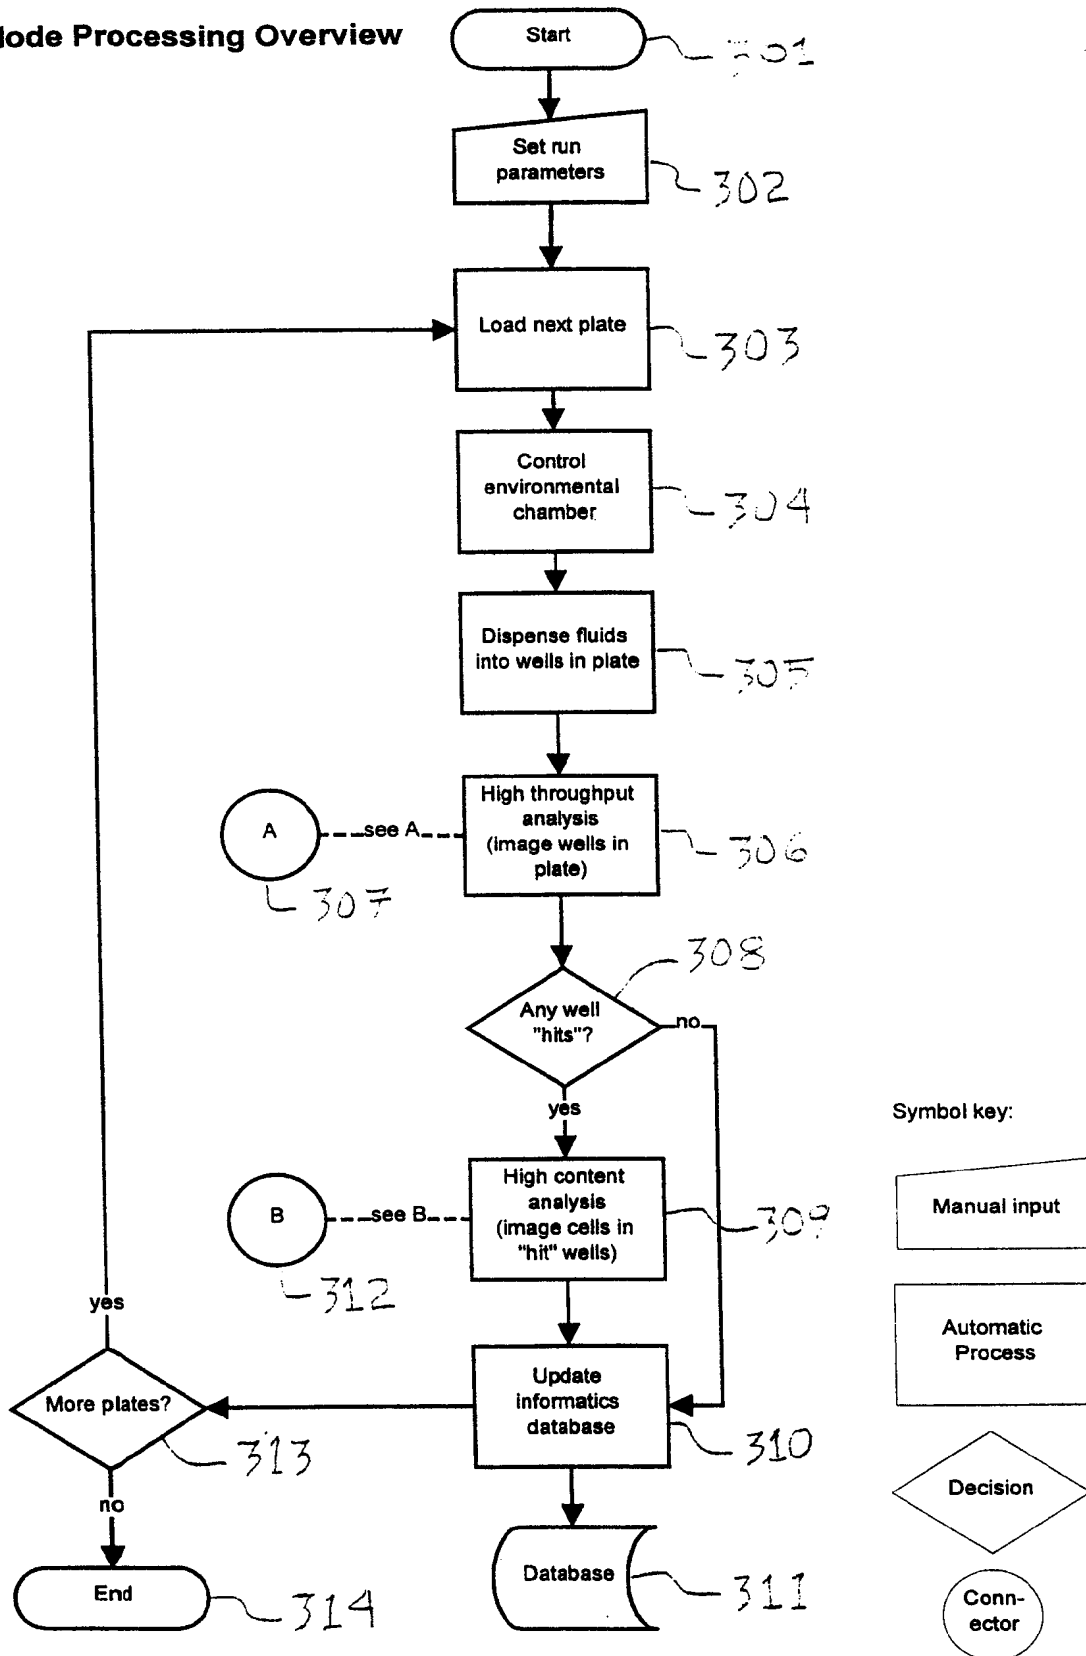 Processing Overview
Start
301
Set run
parameters
302
Load next plate
303
Control
environmental
chamber
304
Dispense fluids
into wells in plate
305
High throughput
analysis
(image wells in
plate)
306
A
see A
307
308
Any well
"hits"?
no
yes
High content
analysis
(image cells in
"hit" wells)
309
B
see B
312
Update
informatics
database
310
yes
More plates?
313
no
End
314
Database
311
Symbol key:
Manual input
Automatic
Process
Decision
Conn-
ector